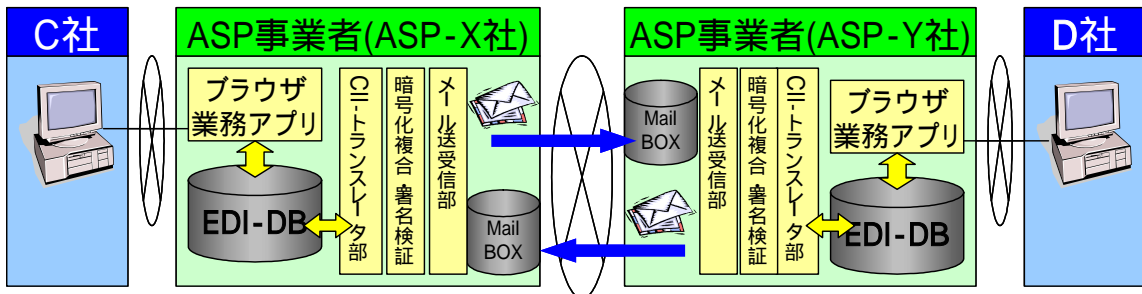 C社
ASP事業者(ASP-X社)
ブラウザ
業務アプリ
EDI-DB
CII-トランスレータ部
暗号化複合・署名検証
メール送受信部
Mail
BOX
ASP事業者(ASP-Y社)
Mail
BOX
メール送受信部
暗号化複合・署名検証
CII-トランスレータ部
ブラウザ
業務アプリ
EDI-DB
D社